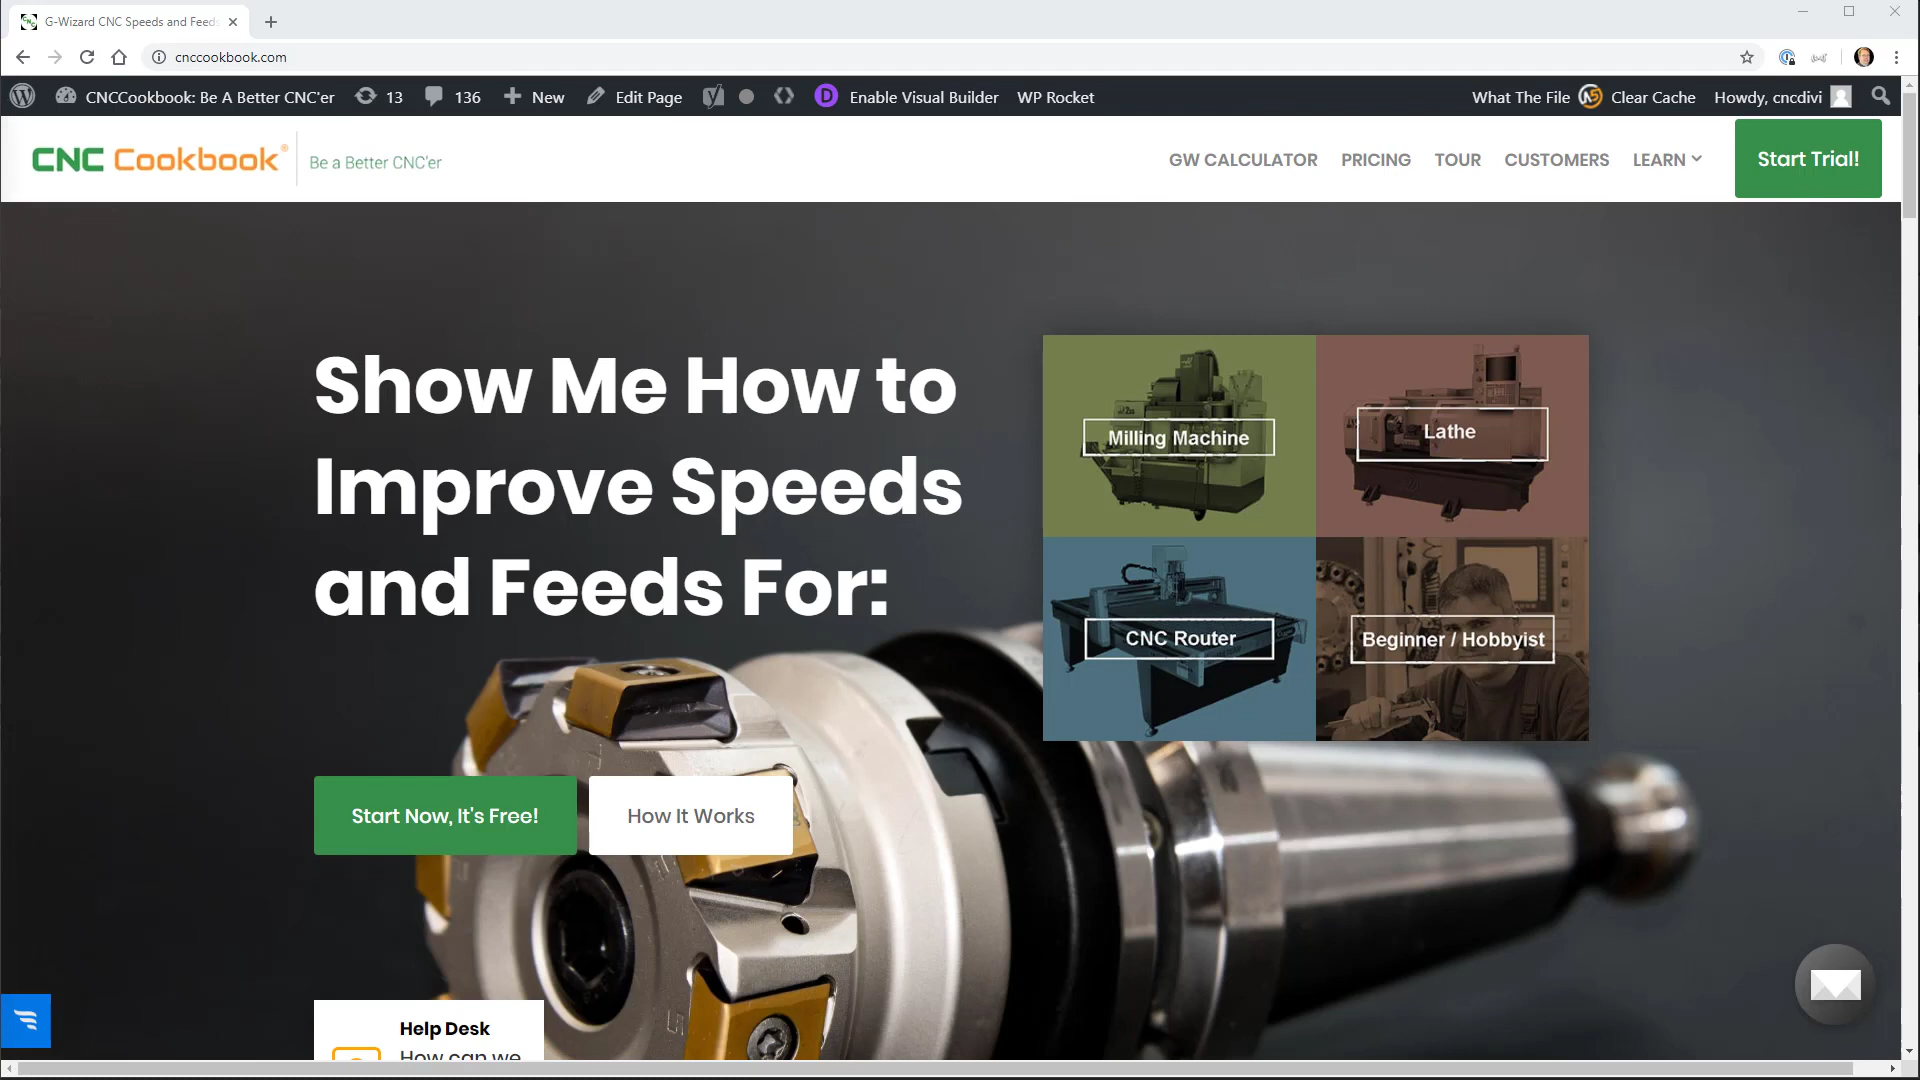 G-Wizard CNC Speeds and Feeds
cnccookbook.com
CNCCookbook: Be A Better CNC'er 13 136 New Edit Page Enable Visual Builder WP Rocket What The File Clear Cache Howdy, cncdivi
CNC Cookbook® Be a Better CNC'er GW CALCULATOR PRICING TOUR CUSTOMERS LEARN Start Trial!
Show Me How to
Improve Speeds
and Feeds For:
Milling Machine Lathe
CNC Router Beginner / Hobbyist
Start Now, It's Free! How It Works
Help Desk
How can we